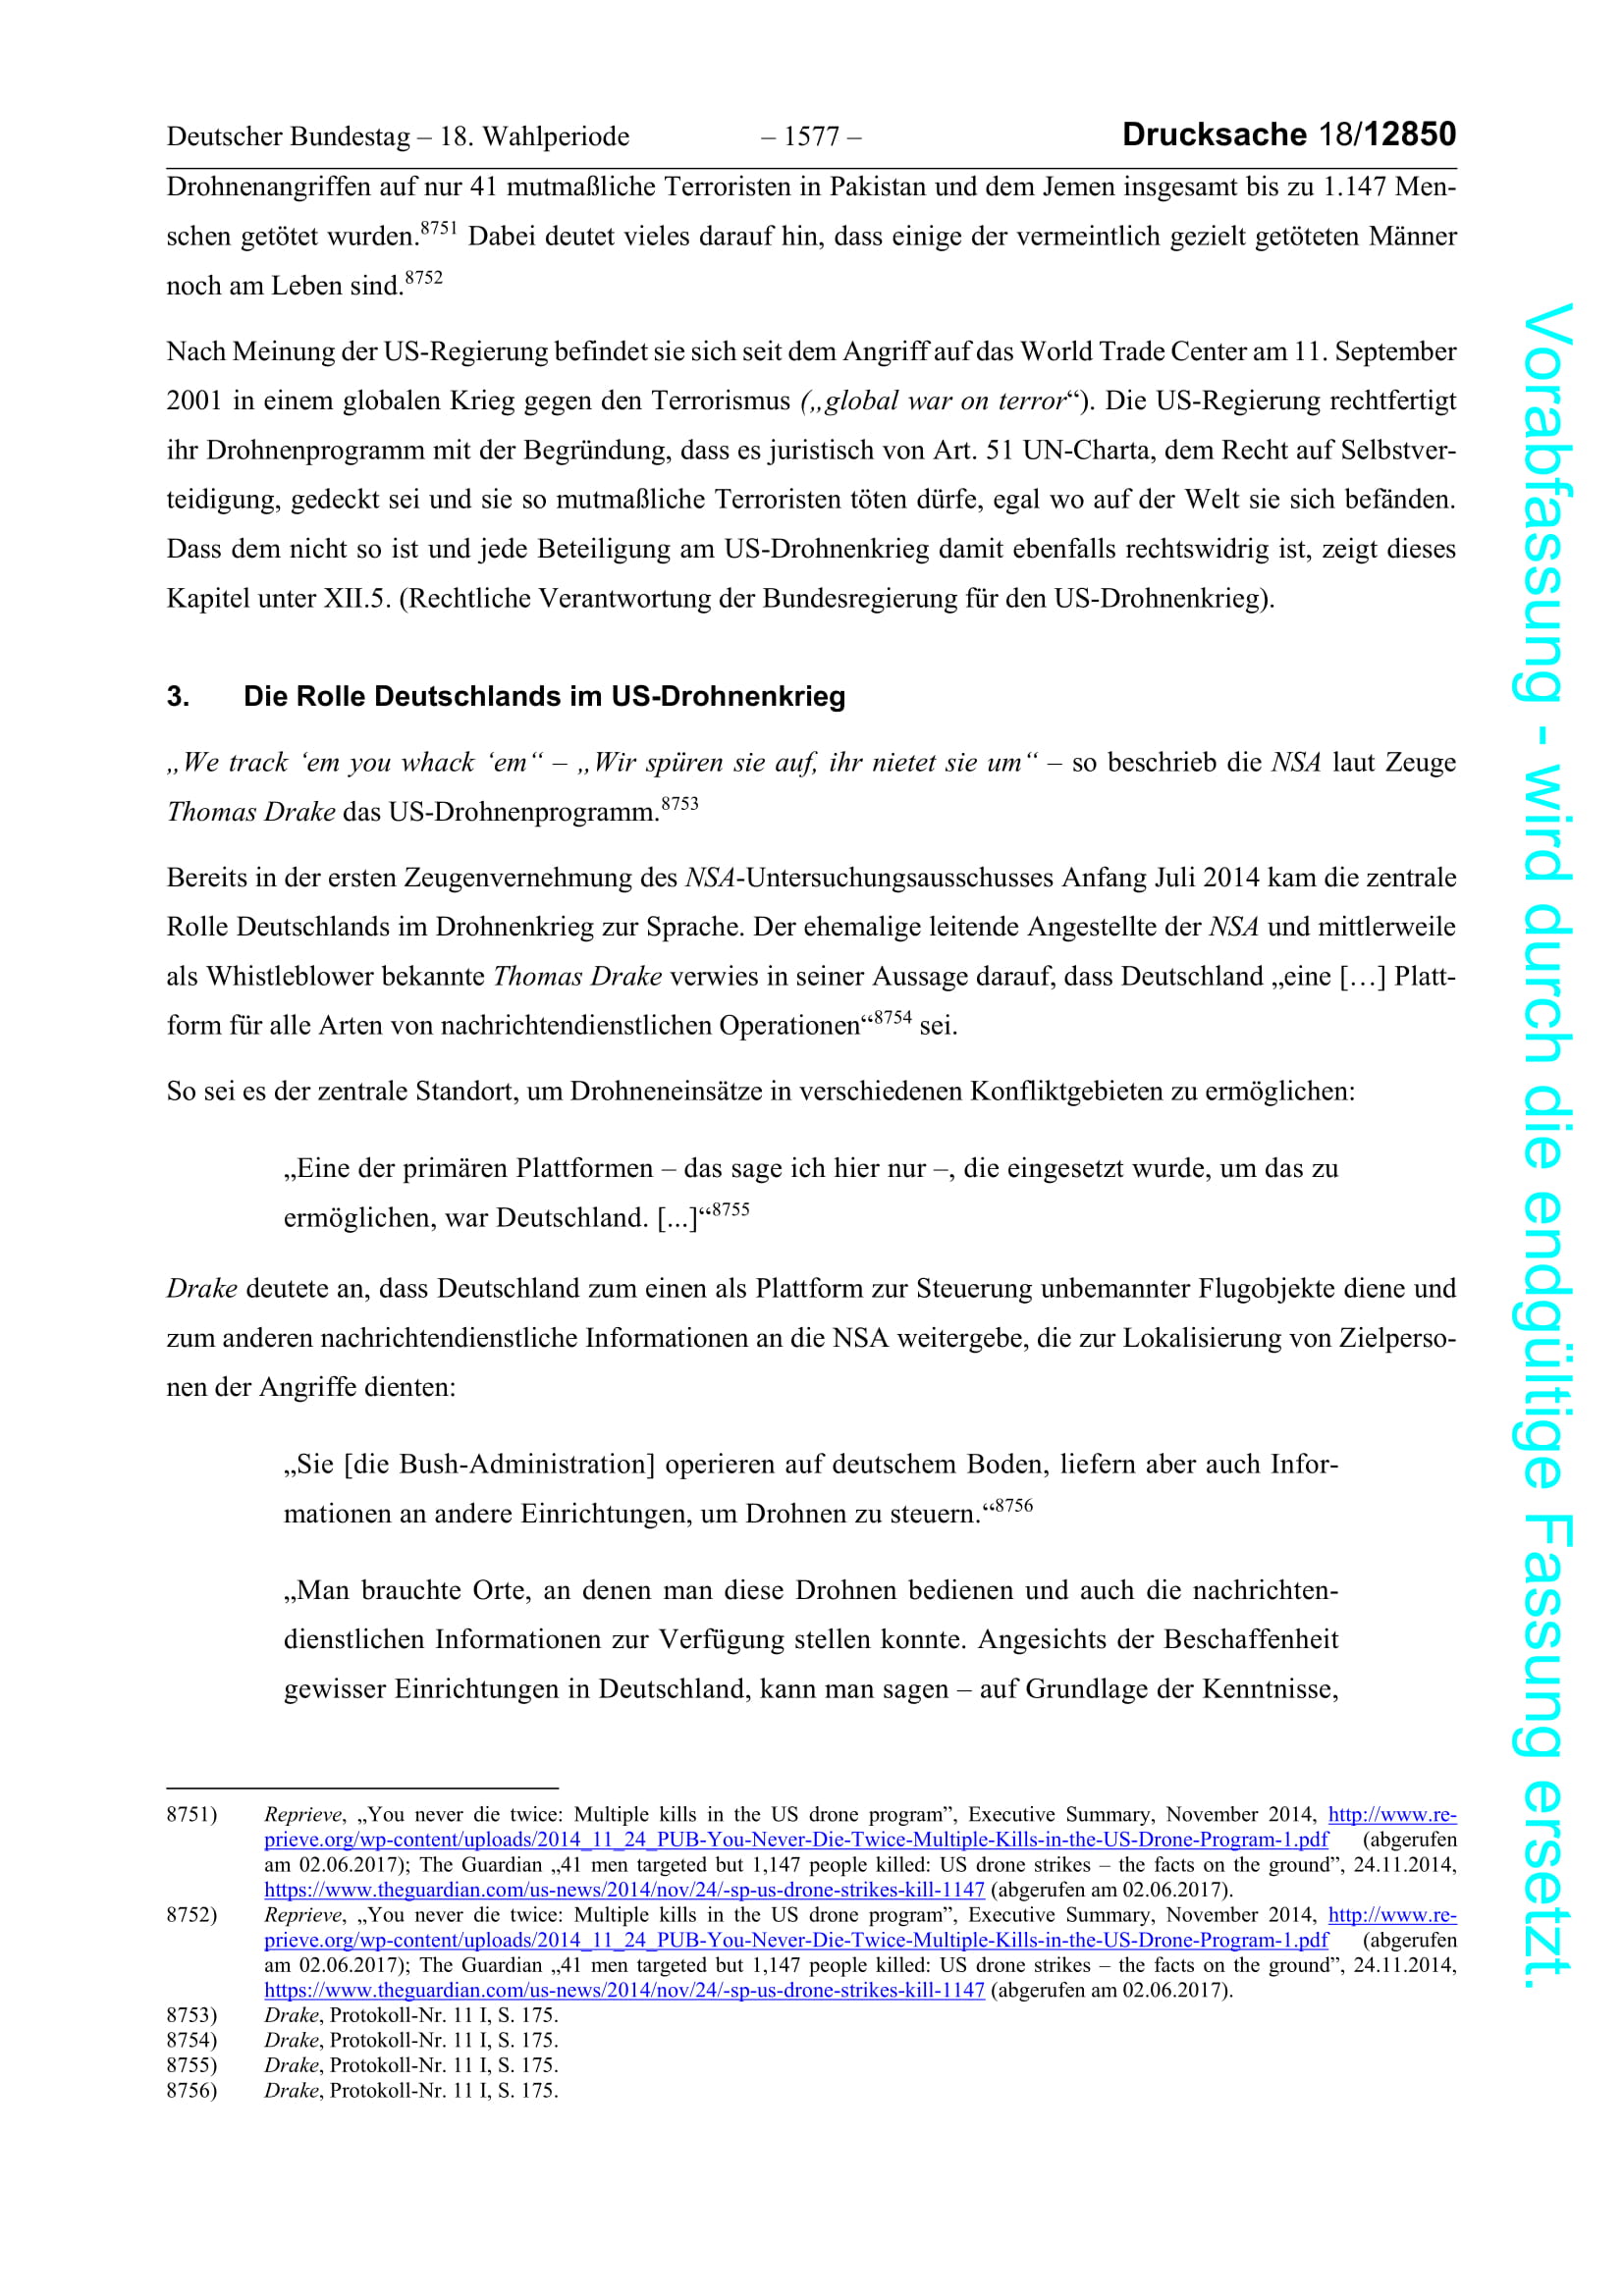 Deutscher Bundestag – 18. Wahlperiode – 1577 – Drucksache 18/12850
Drohnenangriffen auf nur 41 mutmaßliche Terroristen in Pakistan und dem Jemen insgesamt bis zu 1.147 Men-
schen getötet wurden.8751 Dabei deutet vieles darauf hin, dass einige der vermeintlich gezielt getöteten Männer
noch am Leben sind.8752
Nach Meinung der US-Regierung befindet sie sich seit dem Angriff auf das World Trade Center am 11. September
2001 in einem globalen Krieg gegen den Terrorismus („global war on terror“). Die US-Regierung rechtfertigt
ihr Drohnenprogramm mit der Begründung, dass es juristisch von Art. 51 UN-Charta, dem Recht auf Selbstver-
teidigung, gedeckt sei und sie so mutmaßliche Terroristen töten dürfe, egal wo auf der Welt sie sich befänden.
Dass dem nicht so ist und jede Beteiligung am US-Drohnenkrieg damit ebenfalls rechtswidrig ist, zeigt dieses
Kapitel unter XII.5. (Rechtliche Verantwortung der Bundesregierung für den US-Drohnenkrieg).
3. Die Rolle Deutschlands im US-Drohnenkrieg
„We track ‘em you whack ‘em“ – „Wir spüren sie auf, ihr nietet sie um“ – so beschrieb die NSA laut Zeuge
Thomas Drake das US-Drohnenprogramm.8753
Bereits in der ersten Zeugenvernehmung des NSA-Untersuchungsausschusses Anfang Juli 2014 kam die zentrale
Rolle Deutschlands im Drohnenkrieg zur Sprache. Der ehemalige leitende Angestellte der NSA und mittlerweile
als Whistleblower bekannte Thomas Drake verwies in seiner Aussage darauf, dass Deutschland „eine […] Platt-
form für alle Arten von nachrichtendienstlichen Operationen“8754 sei.
So sei es der zentrale Standort, um Drohneneinsätze in verschiedenen Konfliktgebieten zu ermöglichen:
„Eine der primären Plattformen – das sage ich hier nur –, die eingesetzt wurde, um das zu
ermöglichen, war Deutschland. [...]“8755
Drake deutete an, dass Deutschland zum einen als Plattform zur Steuerung unbemannter Flugobjekte diene und
zum anderen nachrichtendienstliche Informationen an die NSA weitergebe, die zur Lokalisierung von Zielperso-
nen der Angriffe dienten:
„Sie [die Bush-Administration] operieren auf deutschem Boden, liefern aber auch Infor-
mationen an andere Einrichtungen, um Drohnen zu steuern.“8756
„Man brauchte Orte, an denen man diese Drohnen bedienen und auch die nachrichten-
dienstlichen Informationen zur Verfügung stellen konnte. Angesichts der Beschaffenheit
gewisser Einrichtungen in Deutschland, kann man sagen – auf Grundlage der Kenntnisse,
8751) Reprieve, „You never die twice: Multiple kills in the US drone program”, Executive Summary, November 2014, http://www.re-
prieve.org/wp-content/uploads/2014_11_24_PUB-You-Never-Die-Twice-Multiple-Kills-in-the-US-Drone-Program-1.pdf (abgerufen
am 02.06.2017); The Guardian „41 men targeted but 1,147 people killed: US drone strikes – the facts on the ground”, 24.11.2014,
https://www.theguardian.com/us-news/2014/nov/24/-sp-us-drone-strikes-kill-1147 (abgerufen am 02.06.2017).
8752) Reprieve, „You never die twice: Multiple kills in the US drone program”, Executive Summary, November 2014, http://www.re-
prieve.org/wp-content/uploads/2014_11_24_PUB-You-Never-Die-Twice-Multiple-Kills-in-the-US-Drone-Program-1.pdf (abgerufen
am 02.06.2017); The Guardian „41 men targeted but 1,147 people killed: US drone strikes – the facts on the ground”, 24.11.2014,
https://www.theguardian.com/us-news/2014/nov/24/-sp-us-drone-strikes-kill-1147 (abgerufen am 02.06.2017).
8753) Drake, Protokoll-Nr. 11 I, S. 175.
8754) Drake, Protokoll-Nr. 11 I, S. 175.
8755) Drake, Protokoll-Nr. 11 I, S. 175.
8756) Drake, Protokoll-Nr. 11 I, S. 175.
Vorabfassung - wird durch die endgültige Fassung ersetzt.